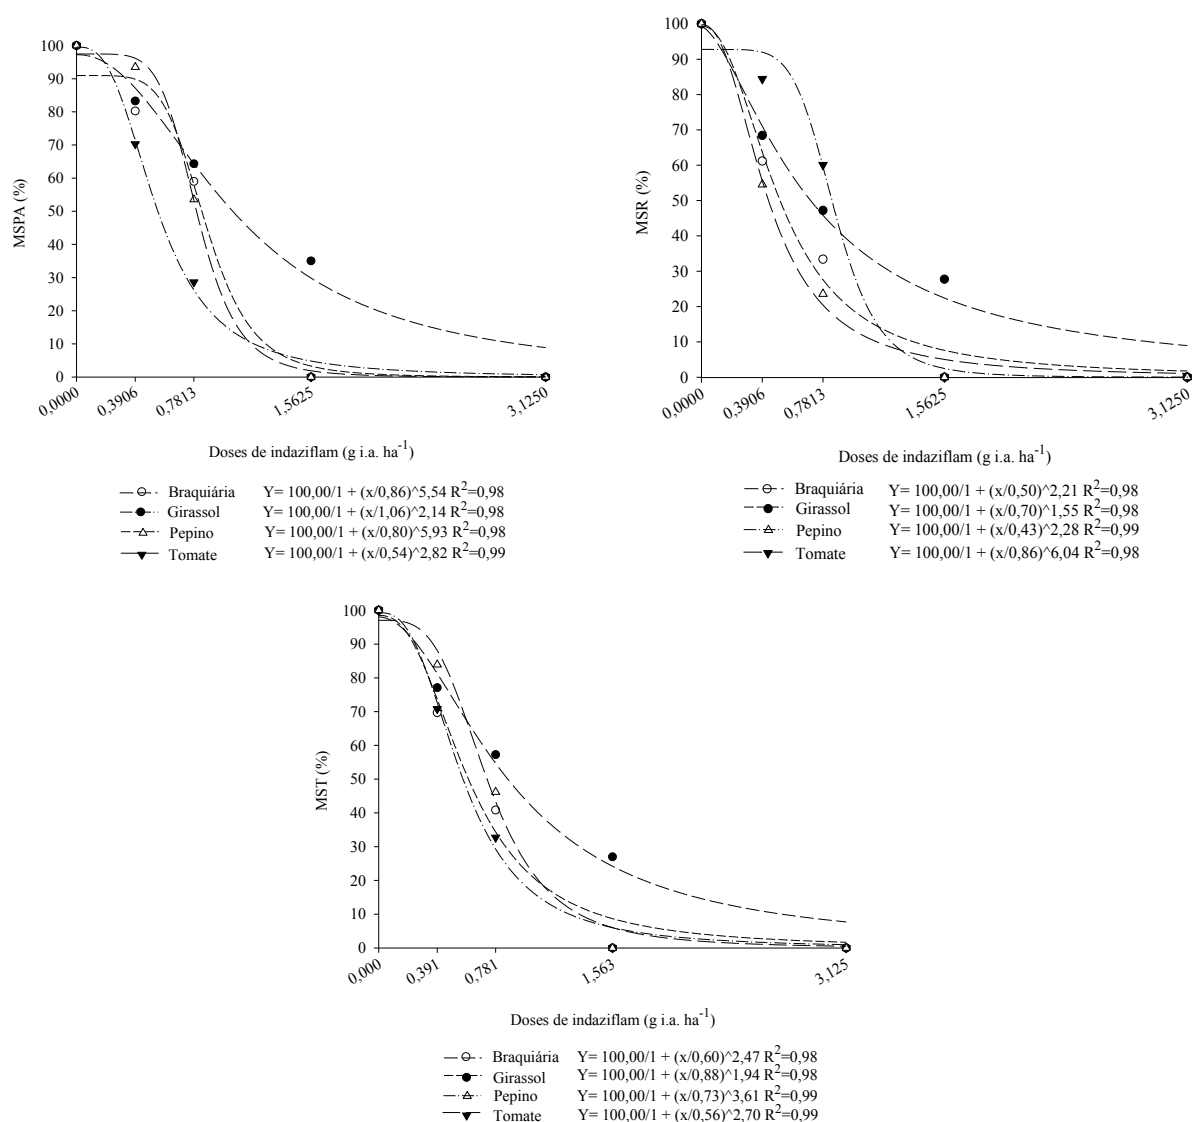 100
90
80
70
60
50
40
30
20
10
0
MSPA (%)
0,0000
0,3906
0,7813
1,5625
3,1250
Doses de indaziflam (g i.a. ha-1)
Braquiária Y= 100,00/1 + (x/0,86)^5,54 R2=0,98
Girassol Y= 100,00/1 + (x/1,06)^2,14 R2=0,98
Pepino Y= 100,00/1 + (x/0,80)^5,93 R2=0,98
Tomate Y= 100,00/1 + (x/0,54)^2,82 R2=0,99
100
90
80
70
60
50
40
30
20
10
0
MSR (%)
0,0000
0,3906
0,7813
1,5625
3,1250
Doses de indaziflam (g i.a. ha-1)
Braquiária Y= 100,00/1 + (x/0,50)^2,21 R2=0,98
Girassol Y= 100,00/1 + (x/0,70)^1,55 R2=0,98
Pepino Y= 100,00/1 + (x/0,43)^2,28 R2=0,99
Tomate Y= 100,00/1 + (x/0,86)^6,04 R2=0,98
100
90
80
70
60
50
40
30
20
10
0
MST (%)
0,000
0,391
0,781
1,563
3,125
Doses de indaziflam (g i.a. ha-1)
Braquiária Y= 100,00/1 + (x/0,60)^2,47 R2=0,98
Girassol Y= 100,00/1 + (x/0,88)^1,94 R2=0,98
Pepino Y= 100,00/1 + (x/0,73)^3,61 R2=0,99
Tomate Y= 100,00/1 + (x/0,56)^2,70 R2=0,99